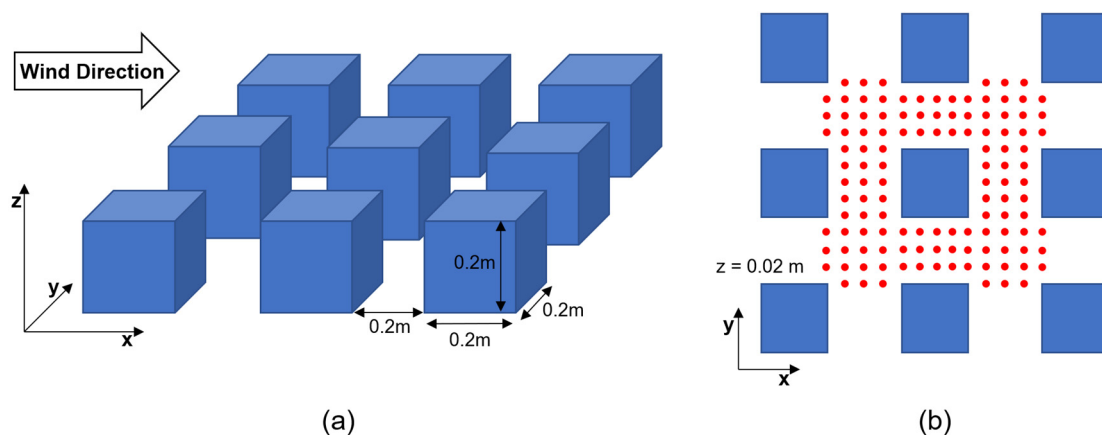 Wind Direction
z
y
x
0.2m
0.2m
0.2m
0.2m
(a)
z = 0.02 m
y
x
(b)